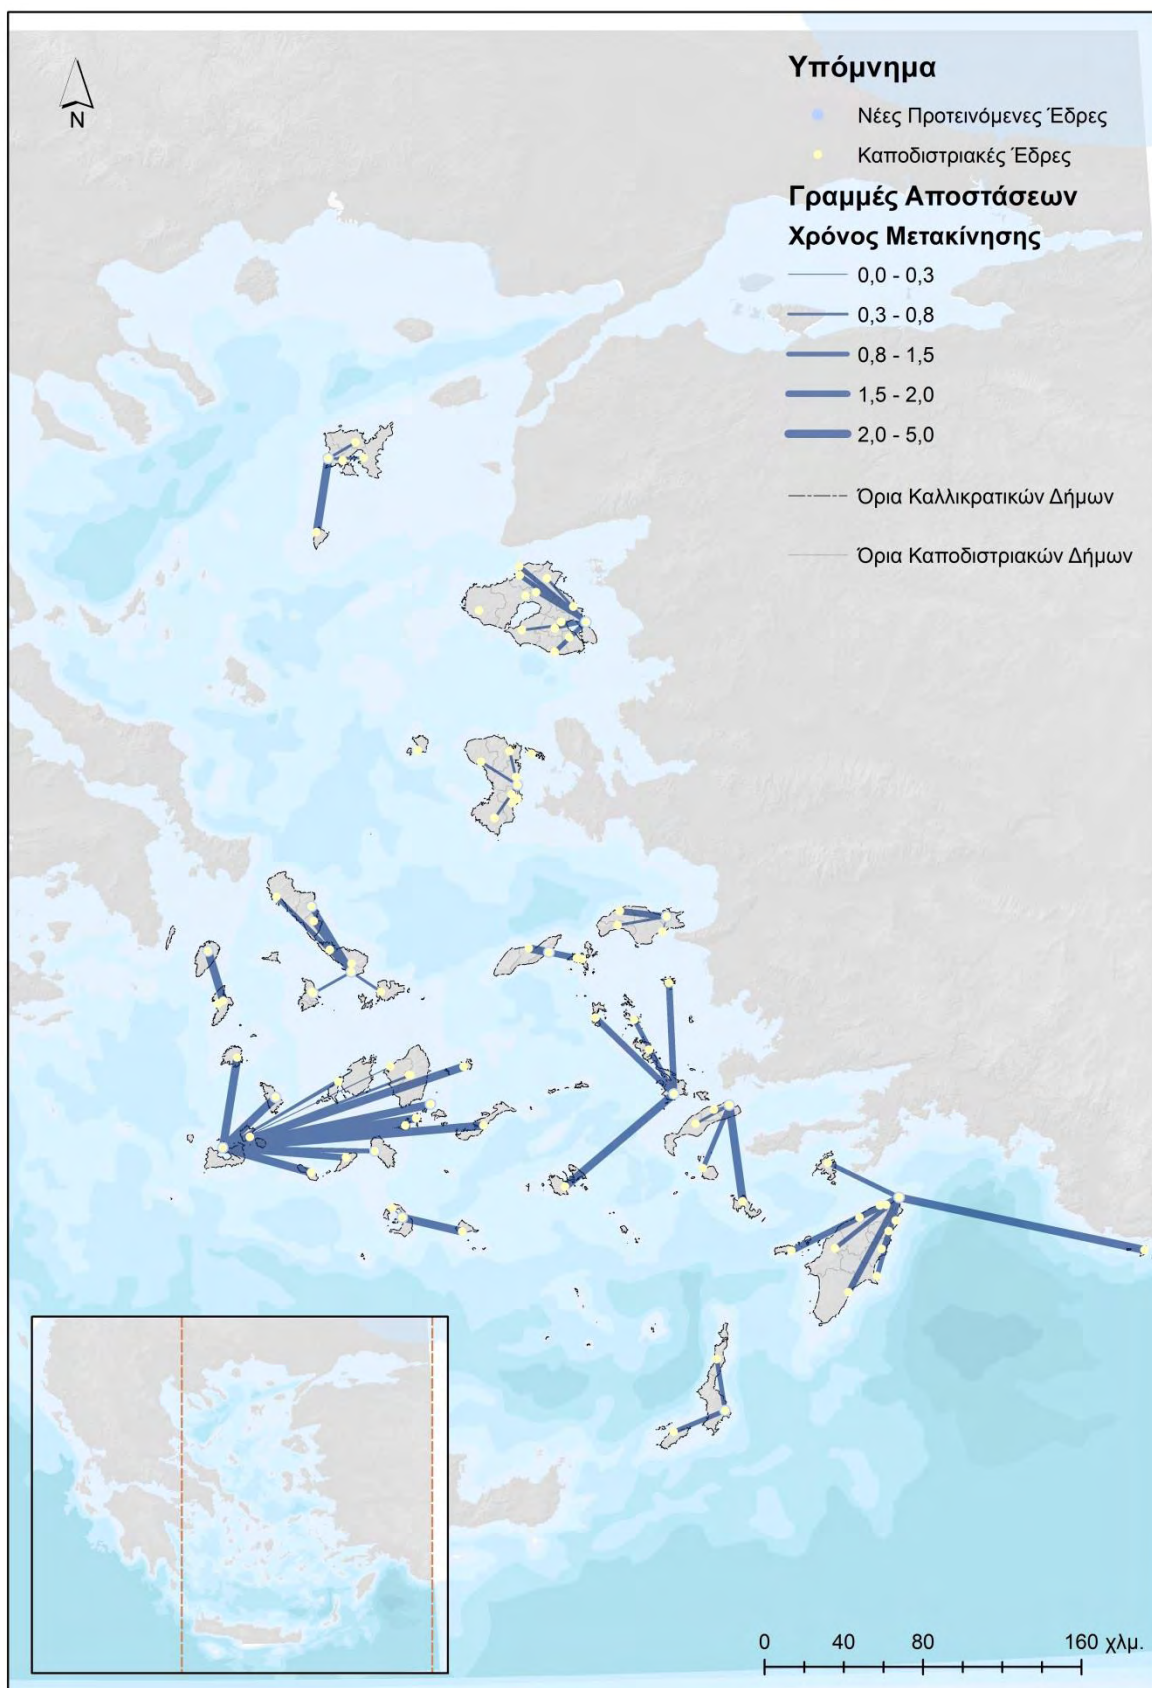 N
Υπόμνημα
Νέες Προτεινόμενες Έδρες
Καποδιστριακές Έδρες
Γραμμές Αποστάσεων
Χρόνος Μετακίνησης
0,0 - 0,3
0,3 - 0,8
0,8 - 1,5
1,5 - 2,0
2,0 - 5,0
Όρια Καλλικρατικών Δήμων
Όρια Καποδιστριακών Δήμων
0 40 80 160 χλμ.